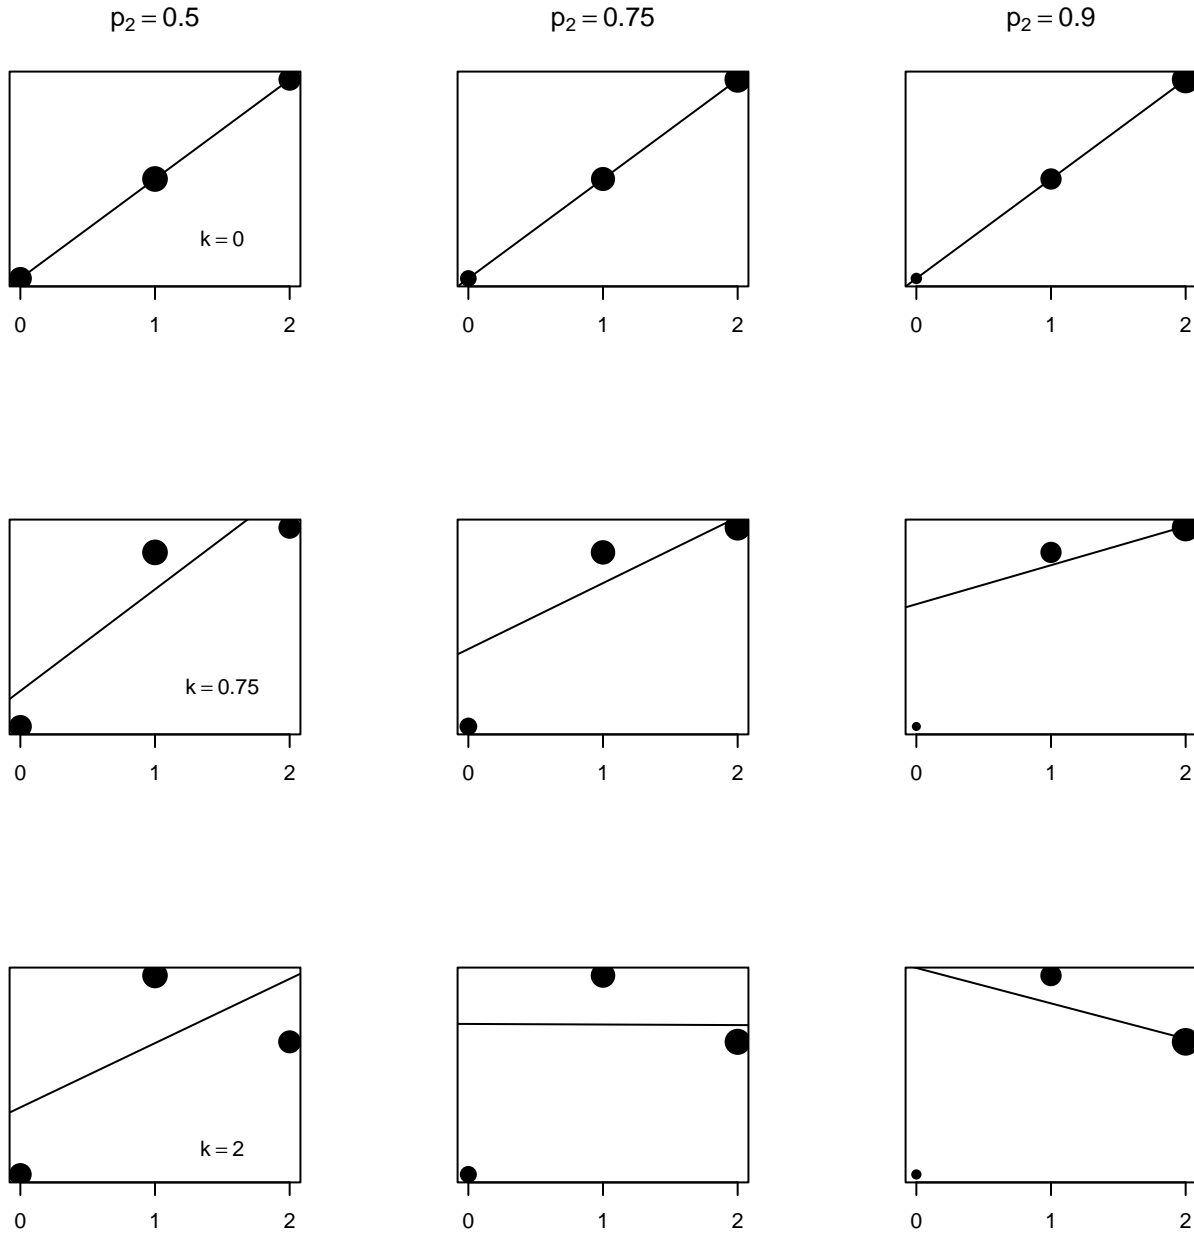 p₂ = 0.5 p₂ = 0.75 p₂ = 0.9
k = 0
0 1 2 0 1 2 0 1 2
k = 0.75
0 1 2 0 1 2 0 1 2
k = 2
0 1 2 0 1 2 0 1 2